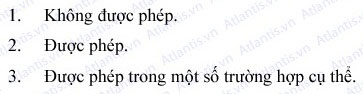 1. Không được phép.
2. Được phép.
3. Được phép trong một số trường hợp cụ thể.